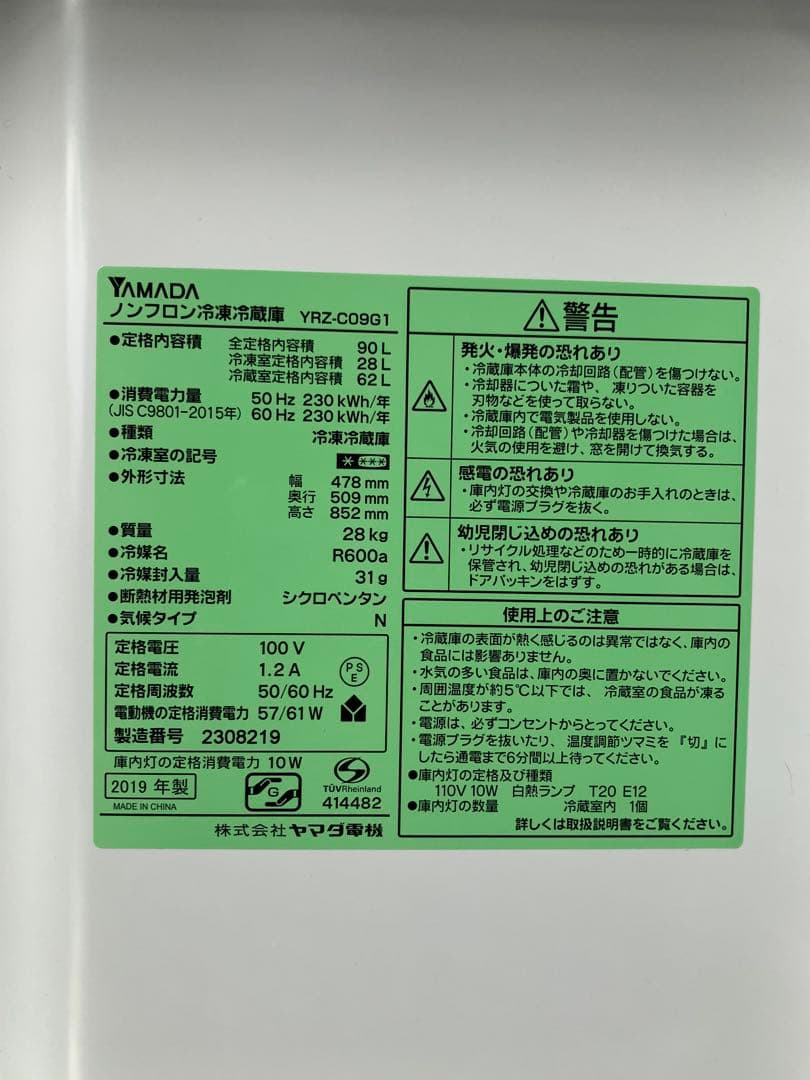 YAMADA
ノンフロン冷凍冷蔵庫 YRZ-C09G1
●定格内容積 全定格内容積 90 L
冷凍室定格内容積 28 L
冷蔵室定格内容積 62 L
●消費電力量 50 Hz 230 kWh/年
(JIS C9801-2015年) 60 Hz 230 kWh/年
●種類 冷凍冷蔵庫
●冷凍室の記号
●外形寸法 幅 478 mm
奥行 509 mm
高さ 852 mm
●質量 28 kg
●冷媒名 R600a
●冷媒封入量 31 g
●断熱材用発泡剤 シクロペンタン
●気候タイプ N
定格電圧 100 V
定格電流 1.2 A
定格周波数 50/60 Hz
電動機の定格消費電力 57/61 W
製造番号 2308219
PS
E
庫内灯の定格消費電力 10 W
2019 年製
MADE IN CHINA
G
TÜVRheinland
414482
株式会社ヤマダ電機
警告
発火・爆発の恐れあり
・冷蔵庫本体の冷却回路(配管)を傷つけない。
・冷却器についた霜や、凍りついた容器を
刃物などを使って取らない。
・冷蔵庫内で電気製品を使用しない。
・冷却回路(配管)や冷却器を傷つけた場合は、
火気の使用を避け、窓を開けて換気する。
感電の恐れあり
・庫内灯の交換や冷蔵庫のお手入れのときは、
必ず電源プラグを抜く。
幼児閉じ込めの恐れあり
・リサイクル処理などのため一時的に冷蔵庫を
保管され、幼児閉じ込めの恐れがある場合は、
ドアパッキンをはずす。
使用上のご注意
・冷蔵庫の表面が熱く感じるのは異常ではなく、庫内の
食品には影響ありません。
・水気の多い食品は、庫内の奥に置かないでください。
・周囲温度が約5℃以下では、冷蔵室の食品が凍る
ことがあります。
・電源は、必ずコンセントからとってください。
・電源プラグを抜いたり、温度調節ツマミを『切』に
したら通電まで6分間以上待ってください。
●庫内灯の定格及び種類
110V 10W 白熱ランプ T20 E12
●庫内灯の数量 冷蔵室内 1個
詳しくは取扱説明書をご覧ください。